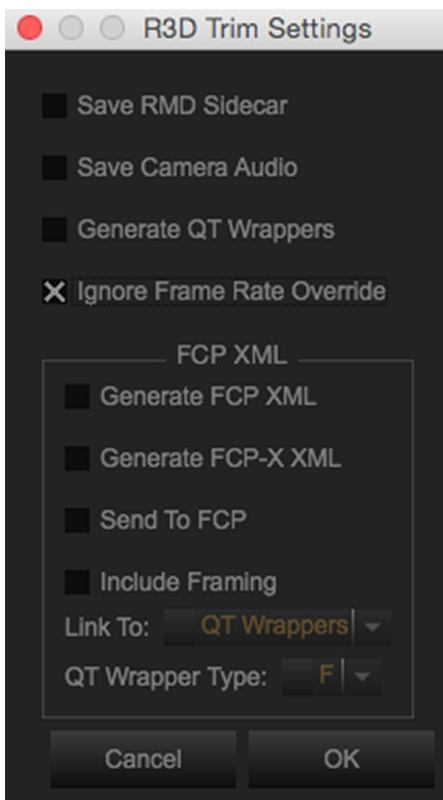 R3D Trim Settings
Save RMD Sidecar
Save Camera Audio
Generate QT Wrappers
Ignore Frame Rate Override
FCP XML
Generate FCP XML
Generate FCP-X XML
Send To FCP
Include Framing
Link To: QT Wrappers
QT Wrapper Type: F
Cancel OK